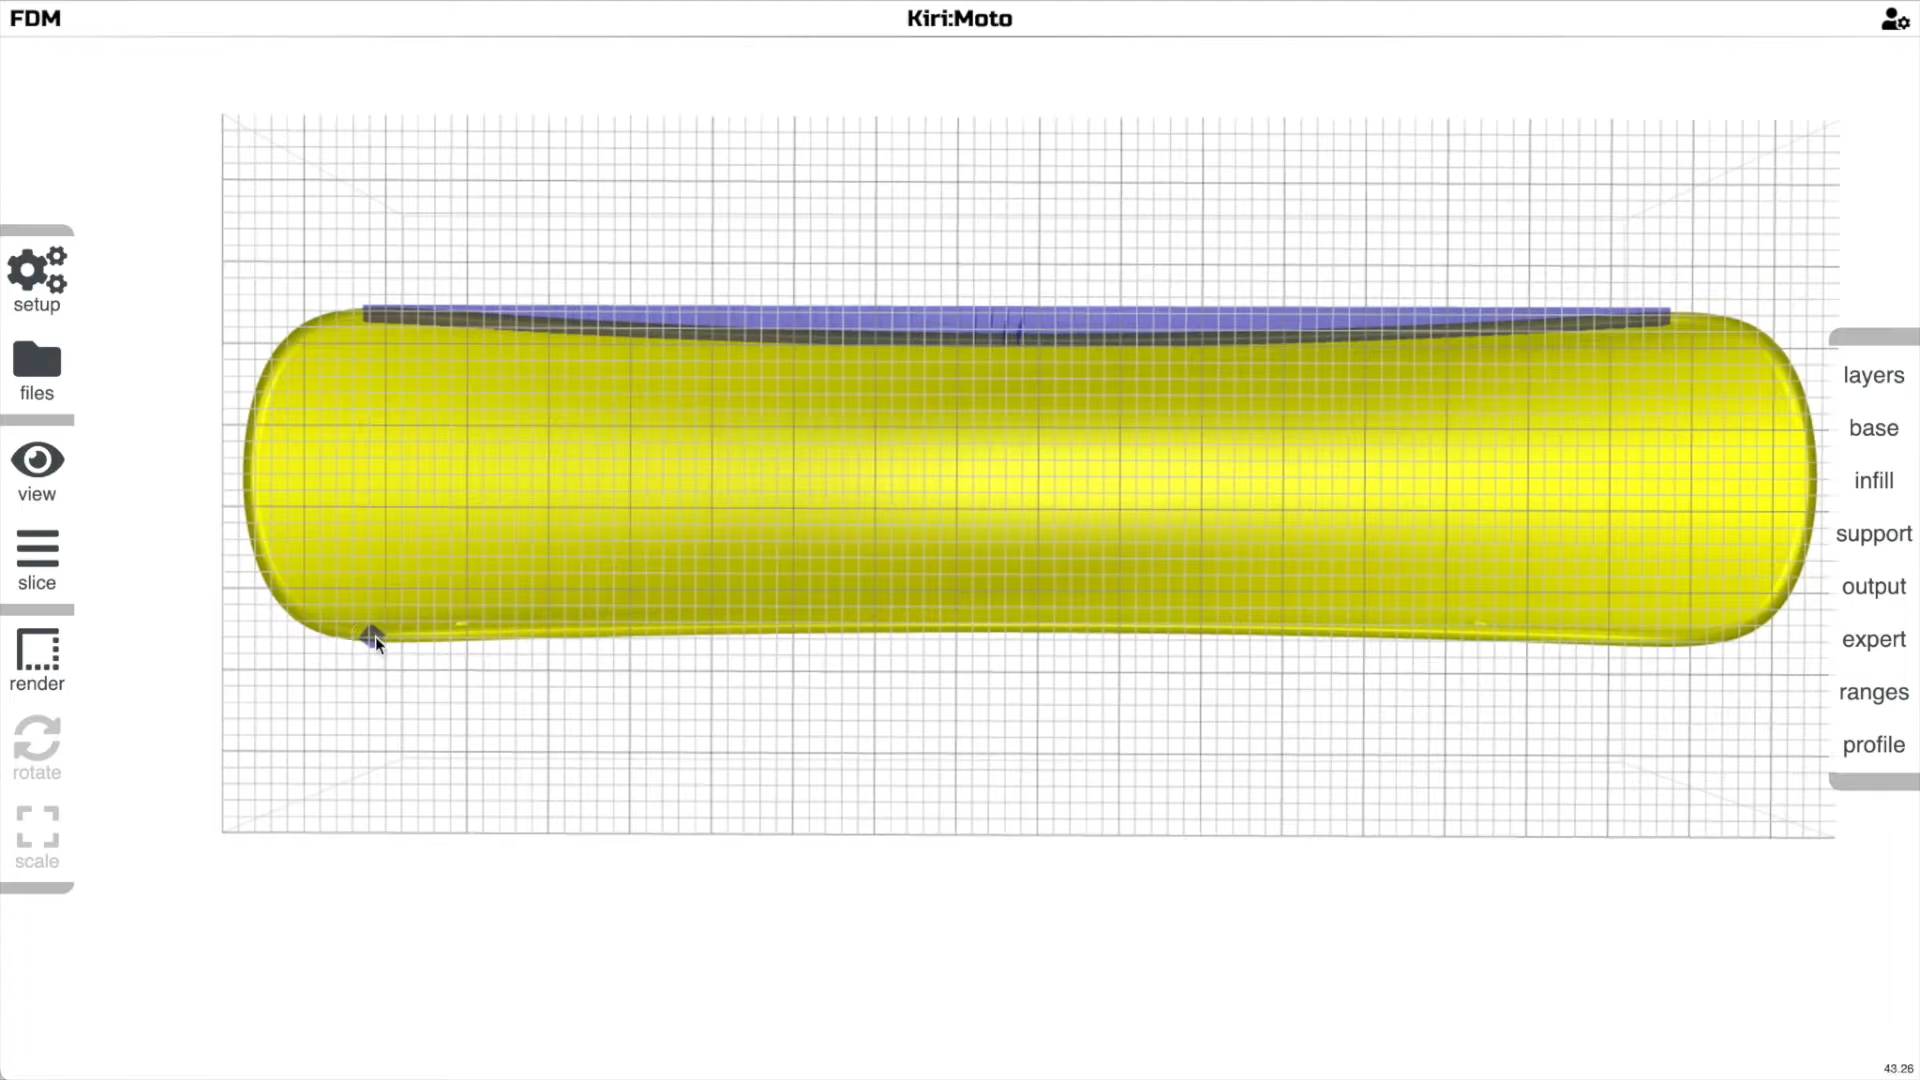 FDM
Kiri:Moto
setup
files
view
slice
render
rotate
scale
layers
base
infill
support
output
expert
ranges
profile
43.26